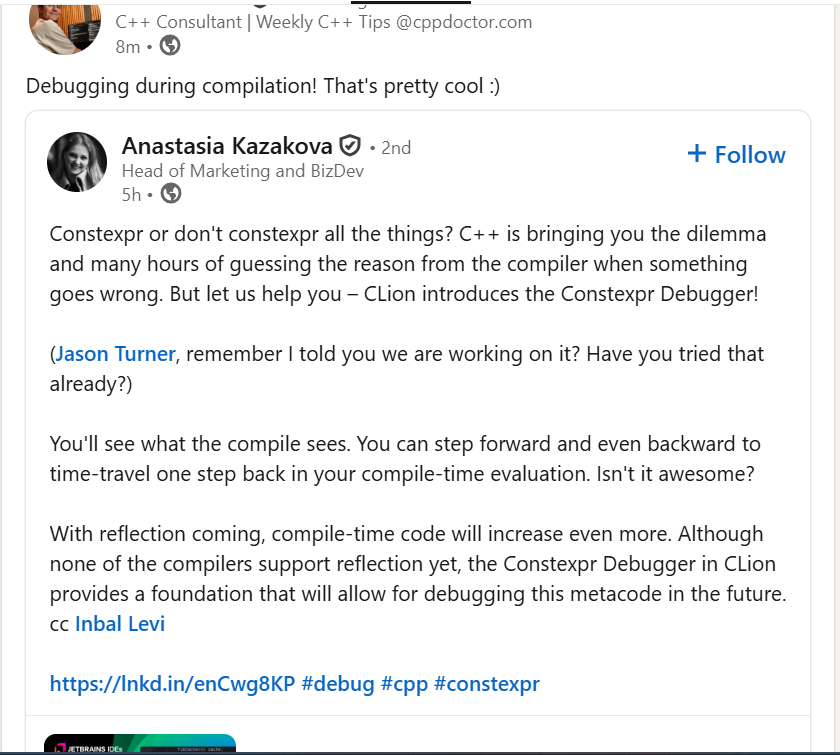 C++ Consultant | Weekly C++ Tips @cppdoctor.com
8m •
Debugging during compilation! That's pretty cool :)
Anastasia Kazakova • 2nd
+ Follow
Head of Marketing and BizDev
5h •
Constexpr or don't constexpr all the things? C++ is bringing you the dilemma
and many hours of guessing the reason from the compiler when something
goes wrong. But let us help you – CLion introduces the Constexpr Debugger!
(Jason Turner, remember I told you we are working on it? Have you tried that
already?)
You'll see what the compile sees. You can step forward and even backward to
time-travel one step back in your compile-time evaluation. Isn't it awesome?
With reflection coming, compile-time code will increase even more. Although
none of the compilers support reflection yet, the Constexpr Debugger in CLion
provides a foundation that will allow for debugging this metacode in the future.
cc Inbal Levi
https://lnkd.in/enCwg8KP #debug #cpp #constexpr
JETBRAINS IDEs